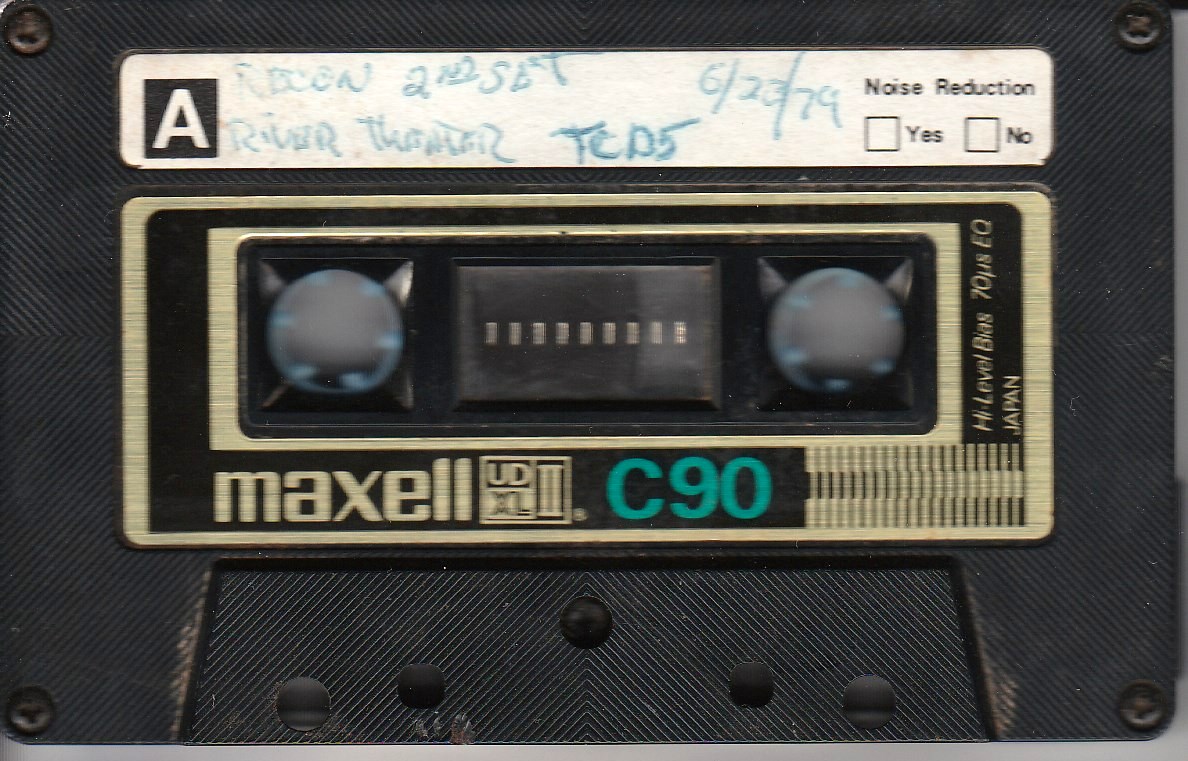 A
RECON 2ND SET 6/23/79
RIVER THEATER TCD5
Noise Reduction
Yes No
Hi-Level Bias 70µs EQ
JAPAN
maxell UD XL II C90